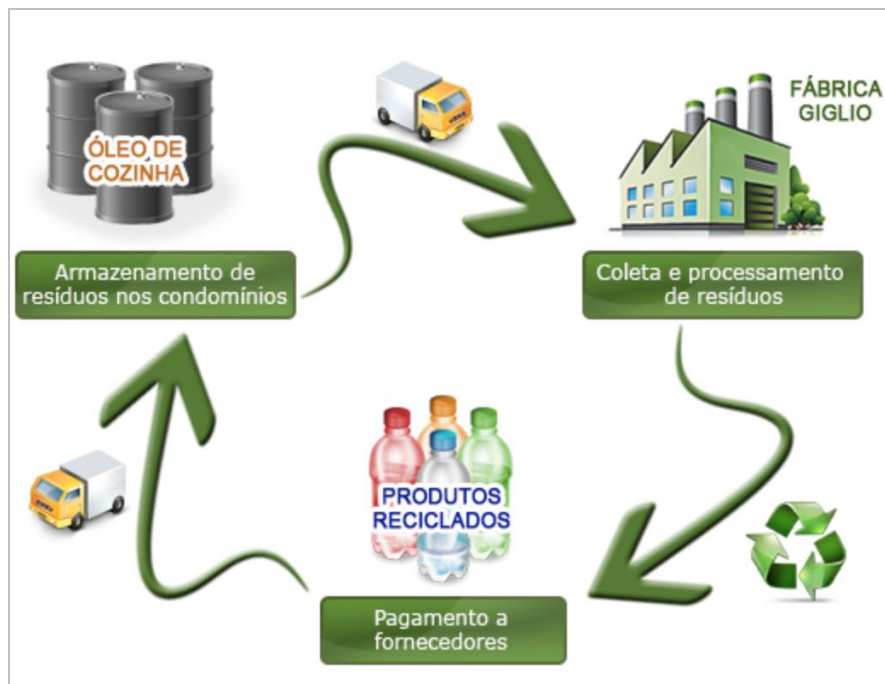 ÓLEO DE
COZINHA
FÁBRICA
GIGLIO
Armazenamento de
resíduos nos condomínios
Coleta e processamento
de resíduos
PRODUTOS
RECICLADOS
Pagamento a
fornecedores